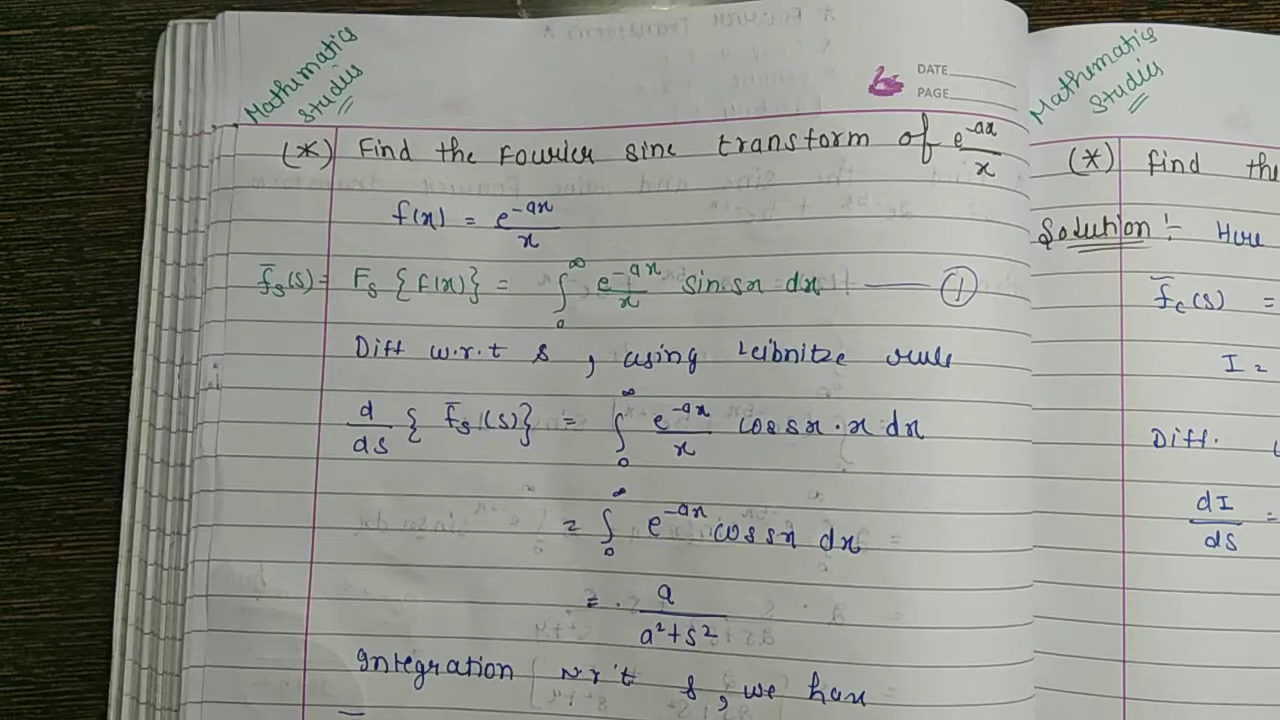 Mathematics
Studies
DATE
PAGE
(*) Find the Fourier sine transform of e^-ax/x
f(x) = e^-ax/x
f̄s(s) = Fs {f(x)} = ∫₀^∞ e^-ax/x sin sx dx — ①
Diff w.r.t s, using Leibnitze rule
d/ds { f̄s(s)} = ∫₀^∞ e^-ax/x cos sx · x dx
= ∫₀^∞ e^-ax cos sx dx
= a/a²+s²
Integration w.r.t s, we have
Mathematics
Studies
(*) Find the
Solution :- Here
f̄c(s) =
I =
Diff.
dI/ds =